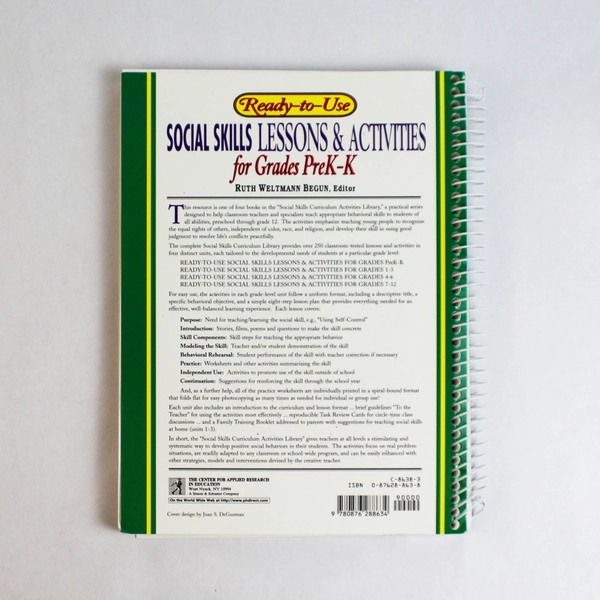 Ready-to-Use
SOCIAL SKILLS LESSONS & ACTIVITIES
for Grades PreK-K
RUTH WELTMANN BEGUN, Editor
This resource is one of four books in the "Social Skills Curriculum Activities Library," a practical series
designed to help classroom teachers and specialists teach appropriate behavioral skills to students of
all abilities, preschool through grade 12. The activities emphasize teaching young people to recognize
the equal rights of others, independent of color, race, and religion, and develop their skill in using good
judgment to resolve life's conflicts peacefully.
The complete Social Skills Curriculum Library provides over 250 classroom-tested lessons and activities in
four distinct units, each tailored to the developmental needs of students at a particular grade level:
READY-TO-USE SOCIAL SKILLS LESSONS & ACTIVITIES FOR GRADES PreK-K
READY-TO-USE SOCIAL SKILLS LESSONS & ACTIVITIES FOR GRADES 1-3
READY-TO-USE SOCIAL SKILLS LESSONS & ACTIVITIES FOR GRADES 4-6
READY-TO-USE SOCIAL SKILLS LESSONS & ACTIVITIES FOR GRADES 7-12
For easy use, the activities in each grade-level unit follow a uniform format, including a descriptive title, a
specific behavioral objective, and a simple eight-step lesson plan that provides everything needed for an
effective, well-balanced learning experience. Each lesson covers:
Purpose: Need for teaching/learning the social skill, e.g., "Using Self-Control"
Introduction: Stories, films, poems and questions to make the skill concrete
Skill Components: Skill steps for teaching the appropriate behavior
Modeling the Skill: Teacher and/or student demonstration of the skill
Behavioral Rehearsal: Student performance of the skill with teacher correction if necessary
Practice: Worksheets and other activities summarizing the skill
Independent Use: Activities to promote use of the skill outside of school
Continuation: Suggestions for reinforcing the skill through the school year
And, as a further help, all of the practice worksheets are individually printed in a spiral-bound format
that folds flat for easy photocopying as many times as needed for individual or group use!
Each unit also includes an introduction to the curriculum and lesson format ... brief guidelines "To the
Teacher" for using the activities most effectively ... reproducible Task Review Cards for circle-time class
discussions ... and a Family Training Booklet addressed to parents with suggestions for teaching social skills
at home (units 1-3).
In short, the "Social Skills Curriculum Activities Library" gives teachers at all levels a stimulating and
systematic way to develop positive social behaviors in their students. The activities focus on real problem
situations, are readily adapted to any classroom or school-wide program, and can be easily enhanced with
other strategies, models and interventions devised by the creative teacher.
THE CENTER FOR APPLIED RESEARCH
IN EDUCATION
West Nyack, NY 10994
A Simon & Schuster Company
On the World Wide Web at http://www.phdirect.com
C-8638-3
ISBN 0-87628-863-8
90000
9 780876 288634
Cover design by Juan S. DeGuzman